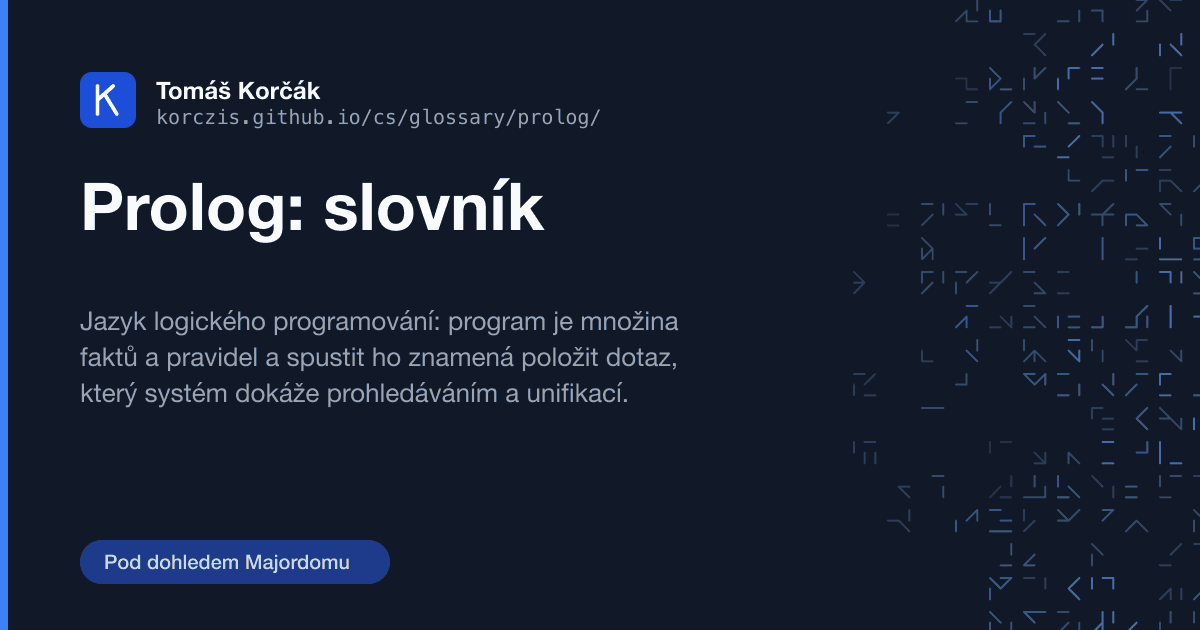 K
Tomáš Korčák
korczis.github.io/cs/glossary/prolog/
Prolog: slovník
Jazyk logického programování: program je množina
faktů a pravidel a spustit ho znamená položit dotaz,
který systém dokáže prohledáváním a unifikací.
Pod dohledem Majordomu